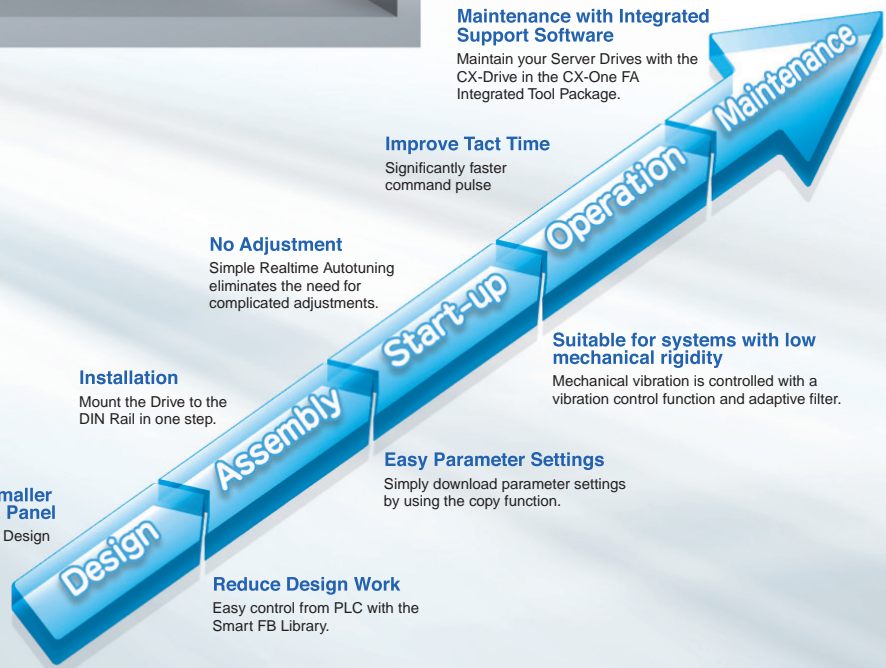 Maintenance with Integrated
Support Software
Maintain your Server Drives with the
CX-Drive in the CX-One FA
Integrated Tool Package.
Maintenance
Improve Tact Time
Significantly faster
command pulse
Operation
No Adjustment
Simple Realtime Autotuning
eliminates the need for
complicated adjustments.
Start-up
Suitable for systems with low
mechanical rigidity
Mechanical vibration is controlled with a
vibration control function and adaptive filter.
Installation
Mount the Drive to the
DIN Rail in one step.
Assembly
Easy Parameter Settings
Simply download parameter settings
by using the copy function.
maller
Panel
Design
Design
Reduce Design Work
Easy control from PLC with the
Smart FB Library.